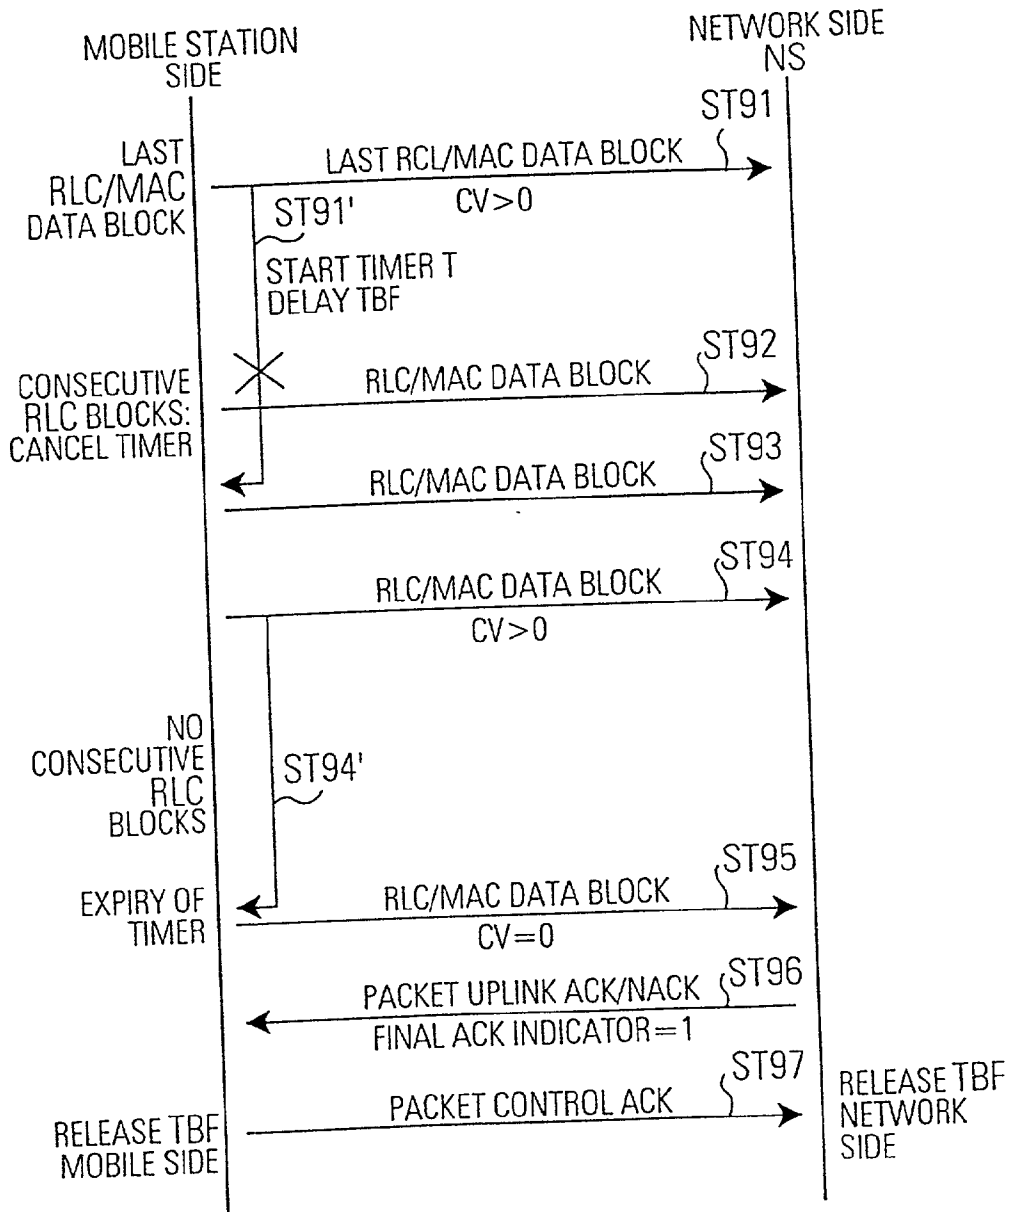 MOBILE STATION
SIDE
NETWORK SIDE
NS
ST91
LAST
RLC/MAC
DATA BLOCK
LAST RCL/MAC DATA BLOCK
CV>0
ST91'
START TIMER T
DELAY TBF
ST92
CONSECUTIVE
RLC BLOCKS:
CANCEL TIMER
RLC/MAC DATA BLOCK
ST93
RLC/MAC DATA BLOCK
ST94
RLC/MAC DATA BLOCK
CV>0
NO
CONSECUTIVE
RLC
BLOCKS
ST94'
ST95
EXPIRY OF
TIMER
RLC/MAC DATA BLOCK
CV=0
ST96
PACKET UPLINK ACK/NACK
FINAL ACK INDICATOR=1
ST97
PACKET CONTROL ACK
RELEASE TBF
MOBILE SIDE
RELEASE TBF
NETWORK
SIDE